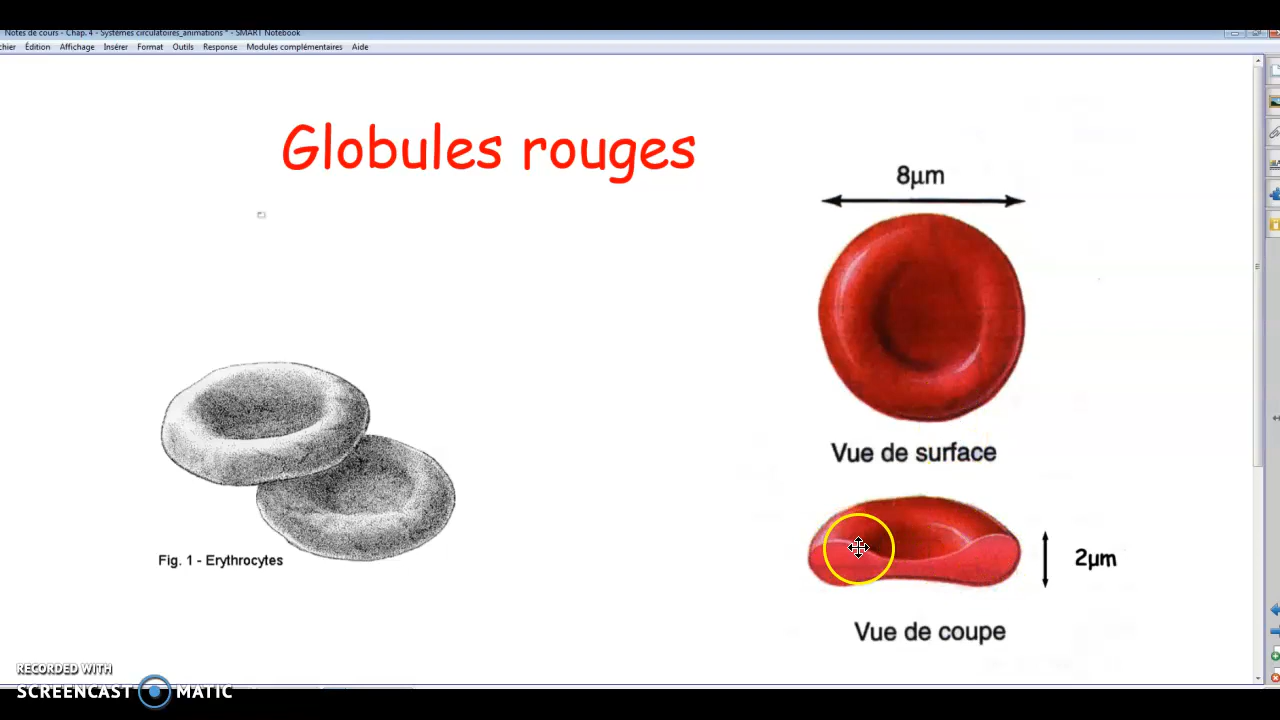 Notes de cours - Chap. 4 - Systèmes circulatoires_animations * - SMART Notebook
chier Édition Affichage Insérer Format Outils Réponse Modules complémentaires Aide
Globules rouges
8µm
Vue de surface
Fig. 1 - Erythrocytes
2µm
Vue de coupe
RECORDED WITH
SCREENCAST MATIC